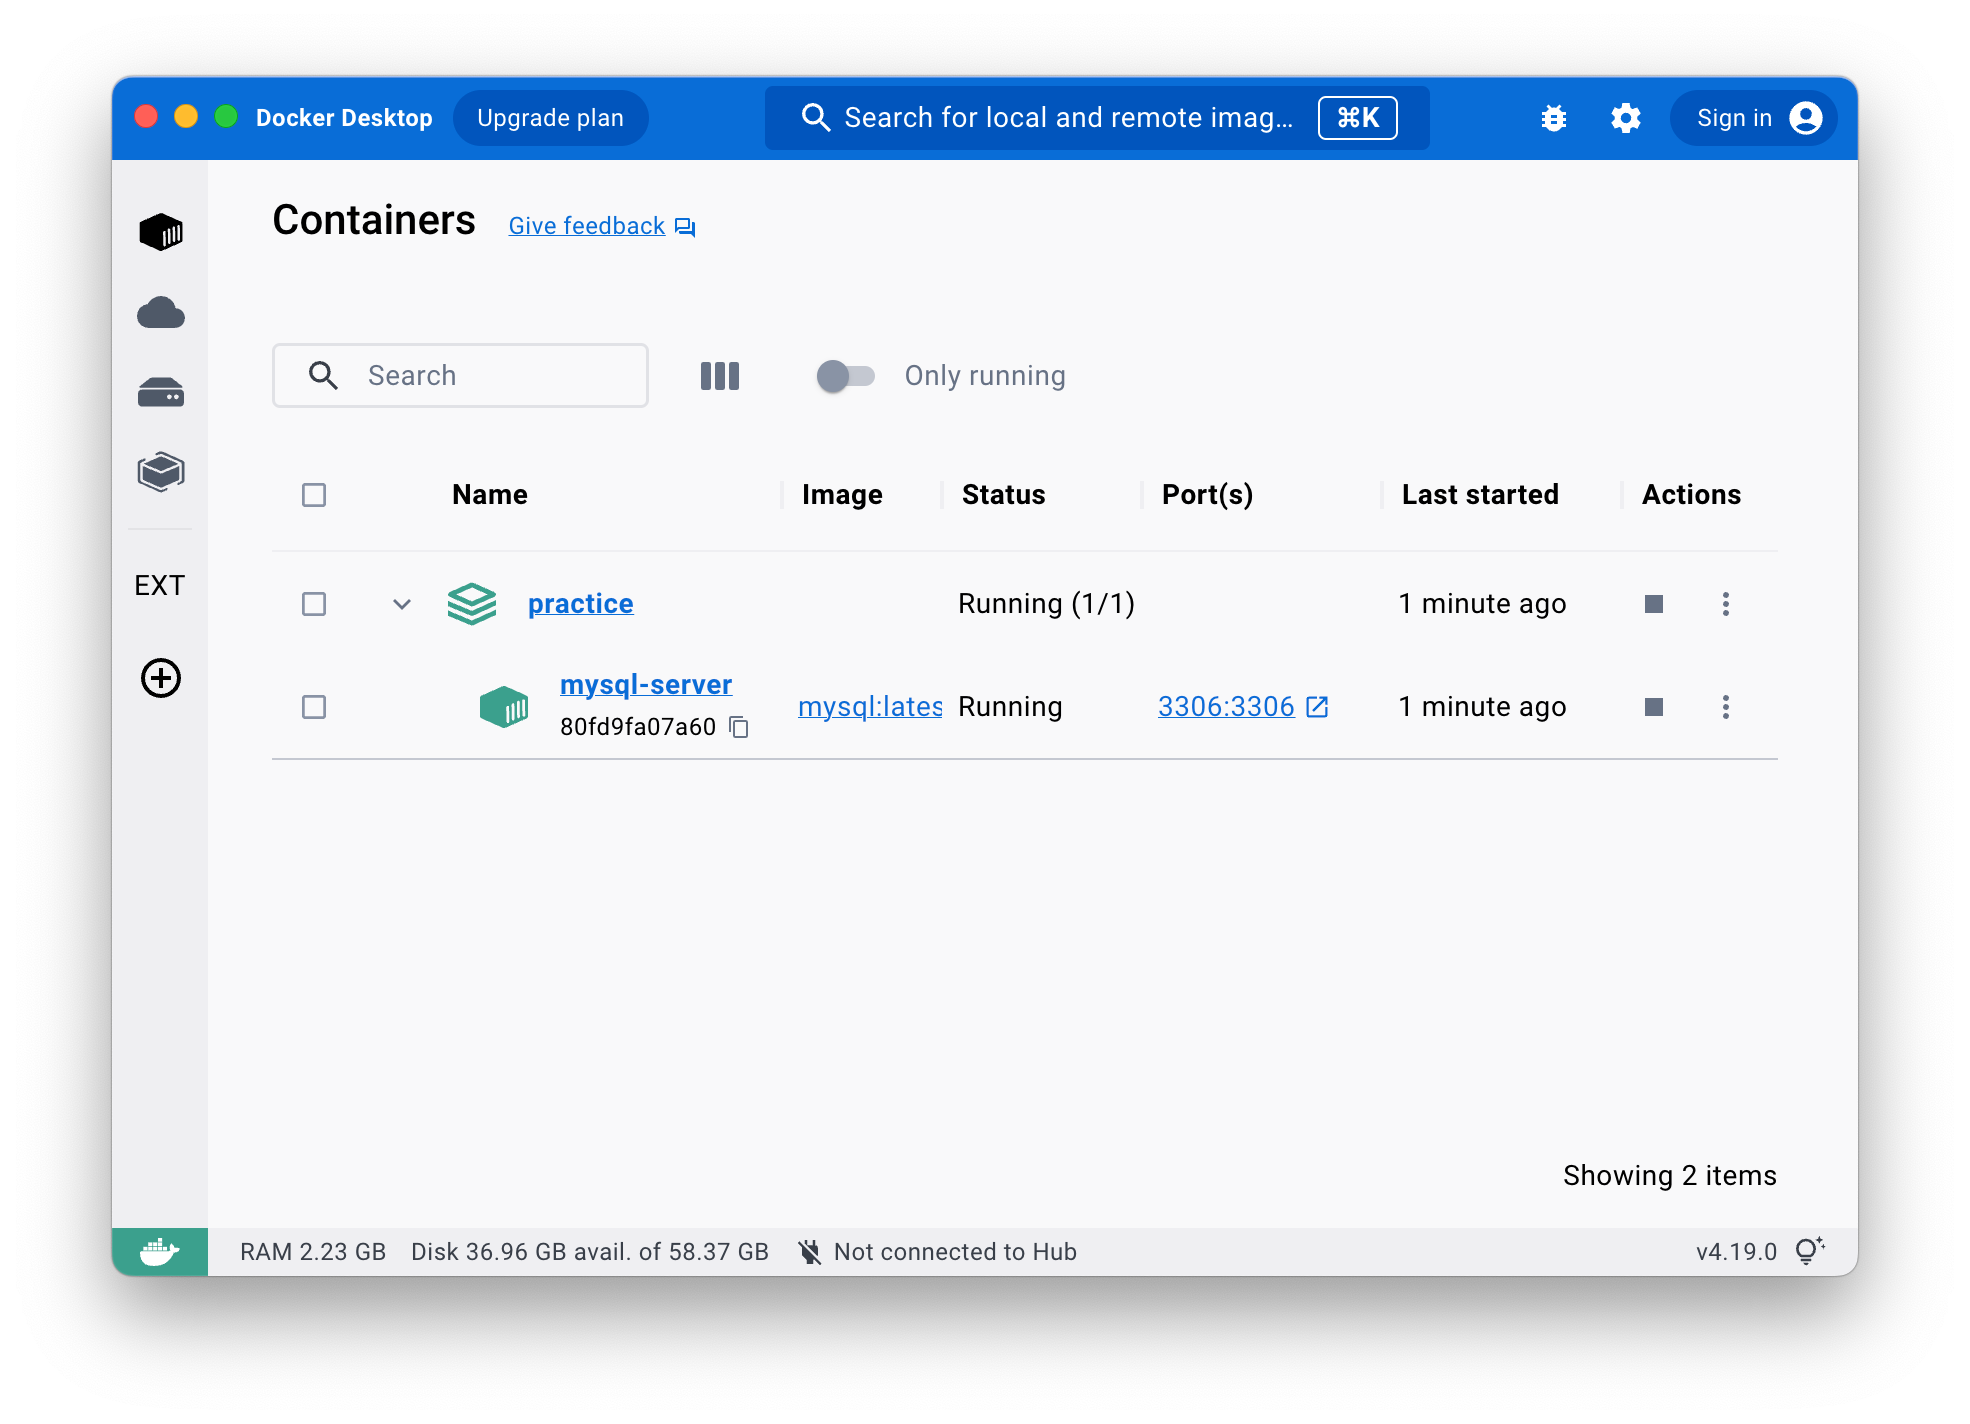 Docker Desktop Upgrade plan Search for local and remote imag... ⌘K Sign in
Containers Give feedback
Search Only running
Name Image Status Port(s) Last started Actions
EXT
practice Running (1/1) 1 minute ago
mysql-server mysql:lates Running 3306:3306 1 minute ago
80fd9fa07a60
Showing 2 items
RAM 2.23 GB Disk 36.96 GB avail. of 58.37 GB Not connected to Hub v4.19.0